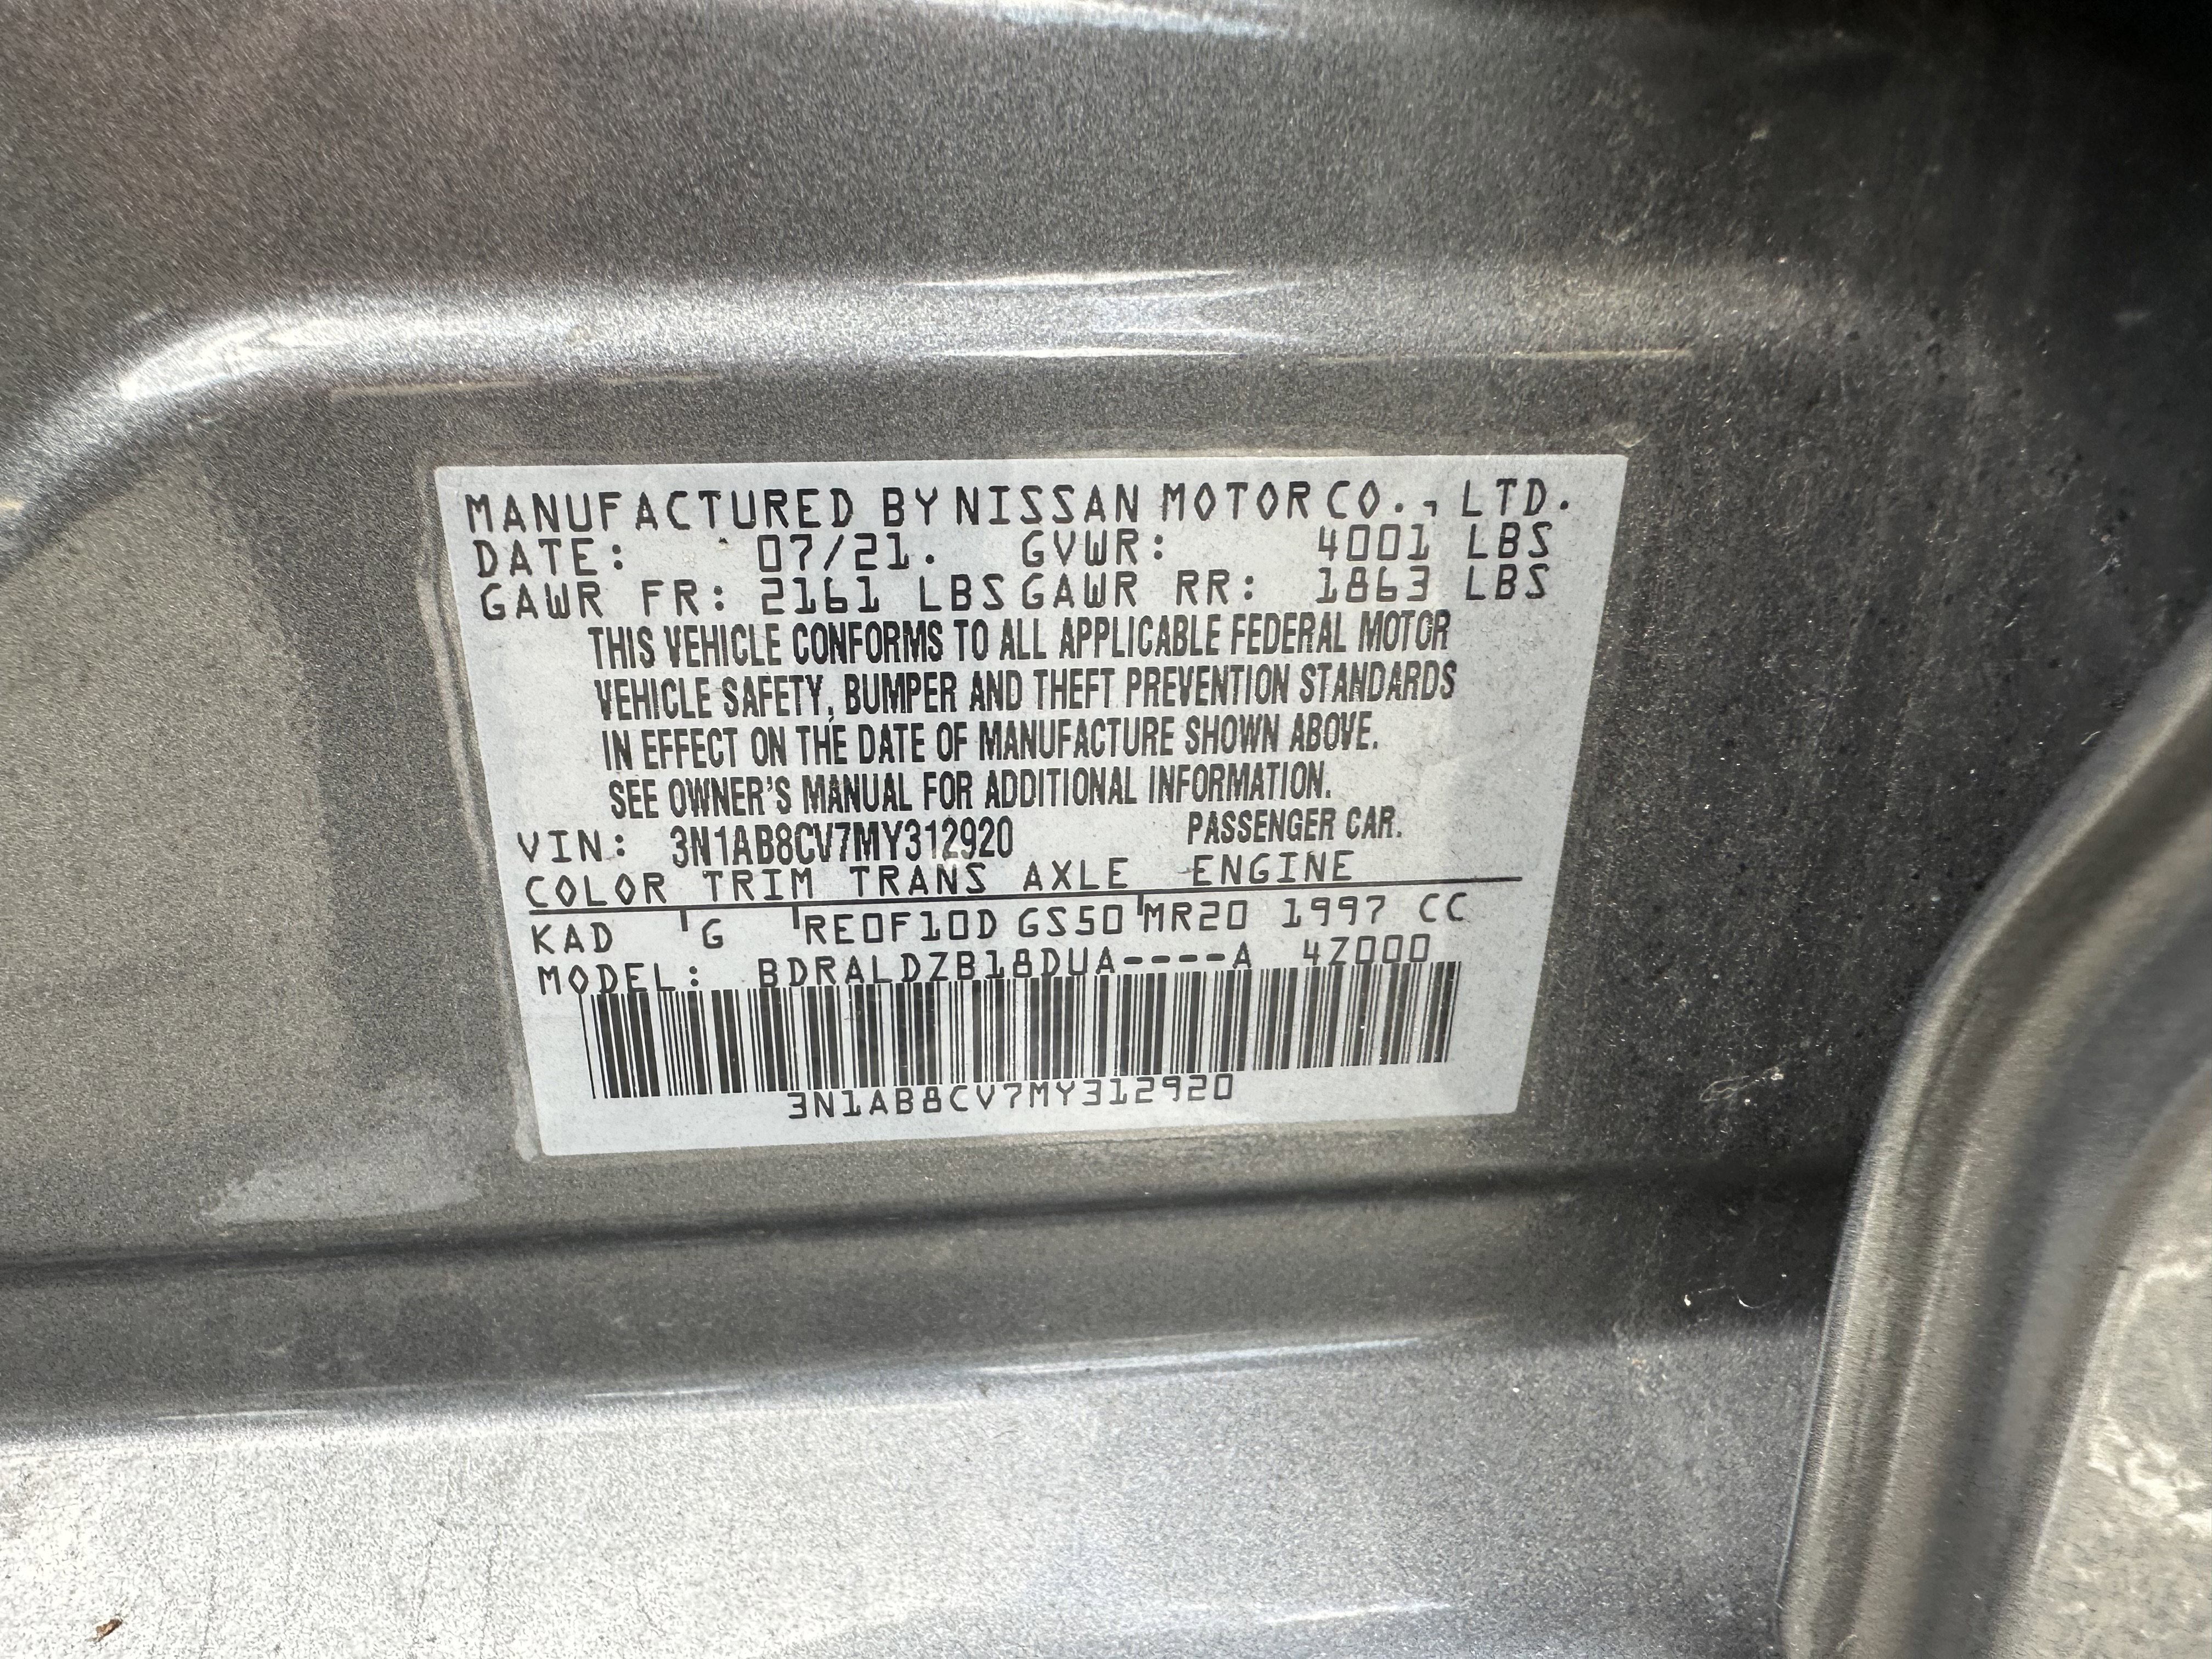 MANUFACTURED BY NISSAN MOTOR CO., LTD.
DATE: 07/21. GVWR: 4001 LBS
GAWR FR: 2161 LBS GAWR RR: 1863 LBS
THIS VEHICLE CONFORMS TO ALL APPLICABLE FEDERAL MOTOR
VEHICLE SAFETY, BUMPER AND THEFT PREVENTION STANDARDS
IN EFFECT ON THE DATE OF MANUFACTURE SHOWN ABOVE.
SEE OWNER'S MANUAL FOR ADDITIONAL INFORMATION.
VIN: 3N1AB8CV7MY312920 PASSENGER CAR.
COLOR TRIM TRANS AXLE ENGINE
KAD G RE0F10D GS50 MR20 1997 CC
MODEL: BDRALDZB18DUA----A 4Z000
3N1AB8CV7MY312920